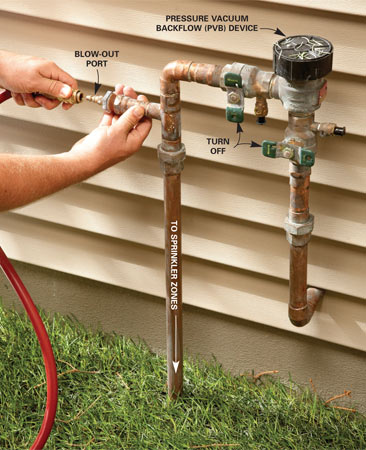 PRESSURE VACUUM
BACKFLOW (PVB) DEVICE
BLOW-OUT
PORT
TURN
OFF
TO SPRINKLER ZONES